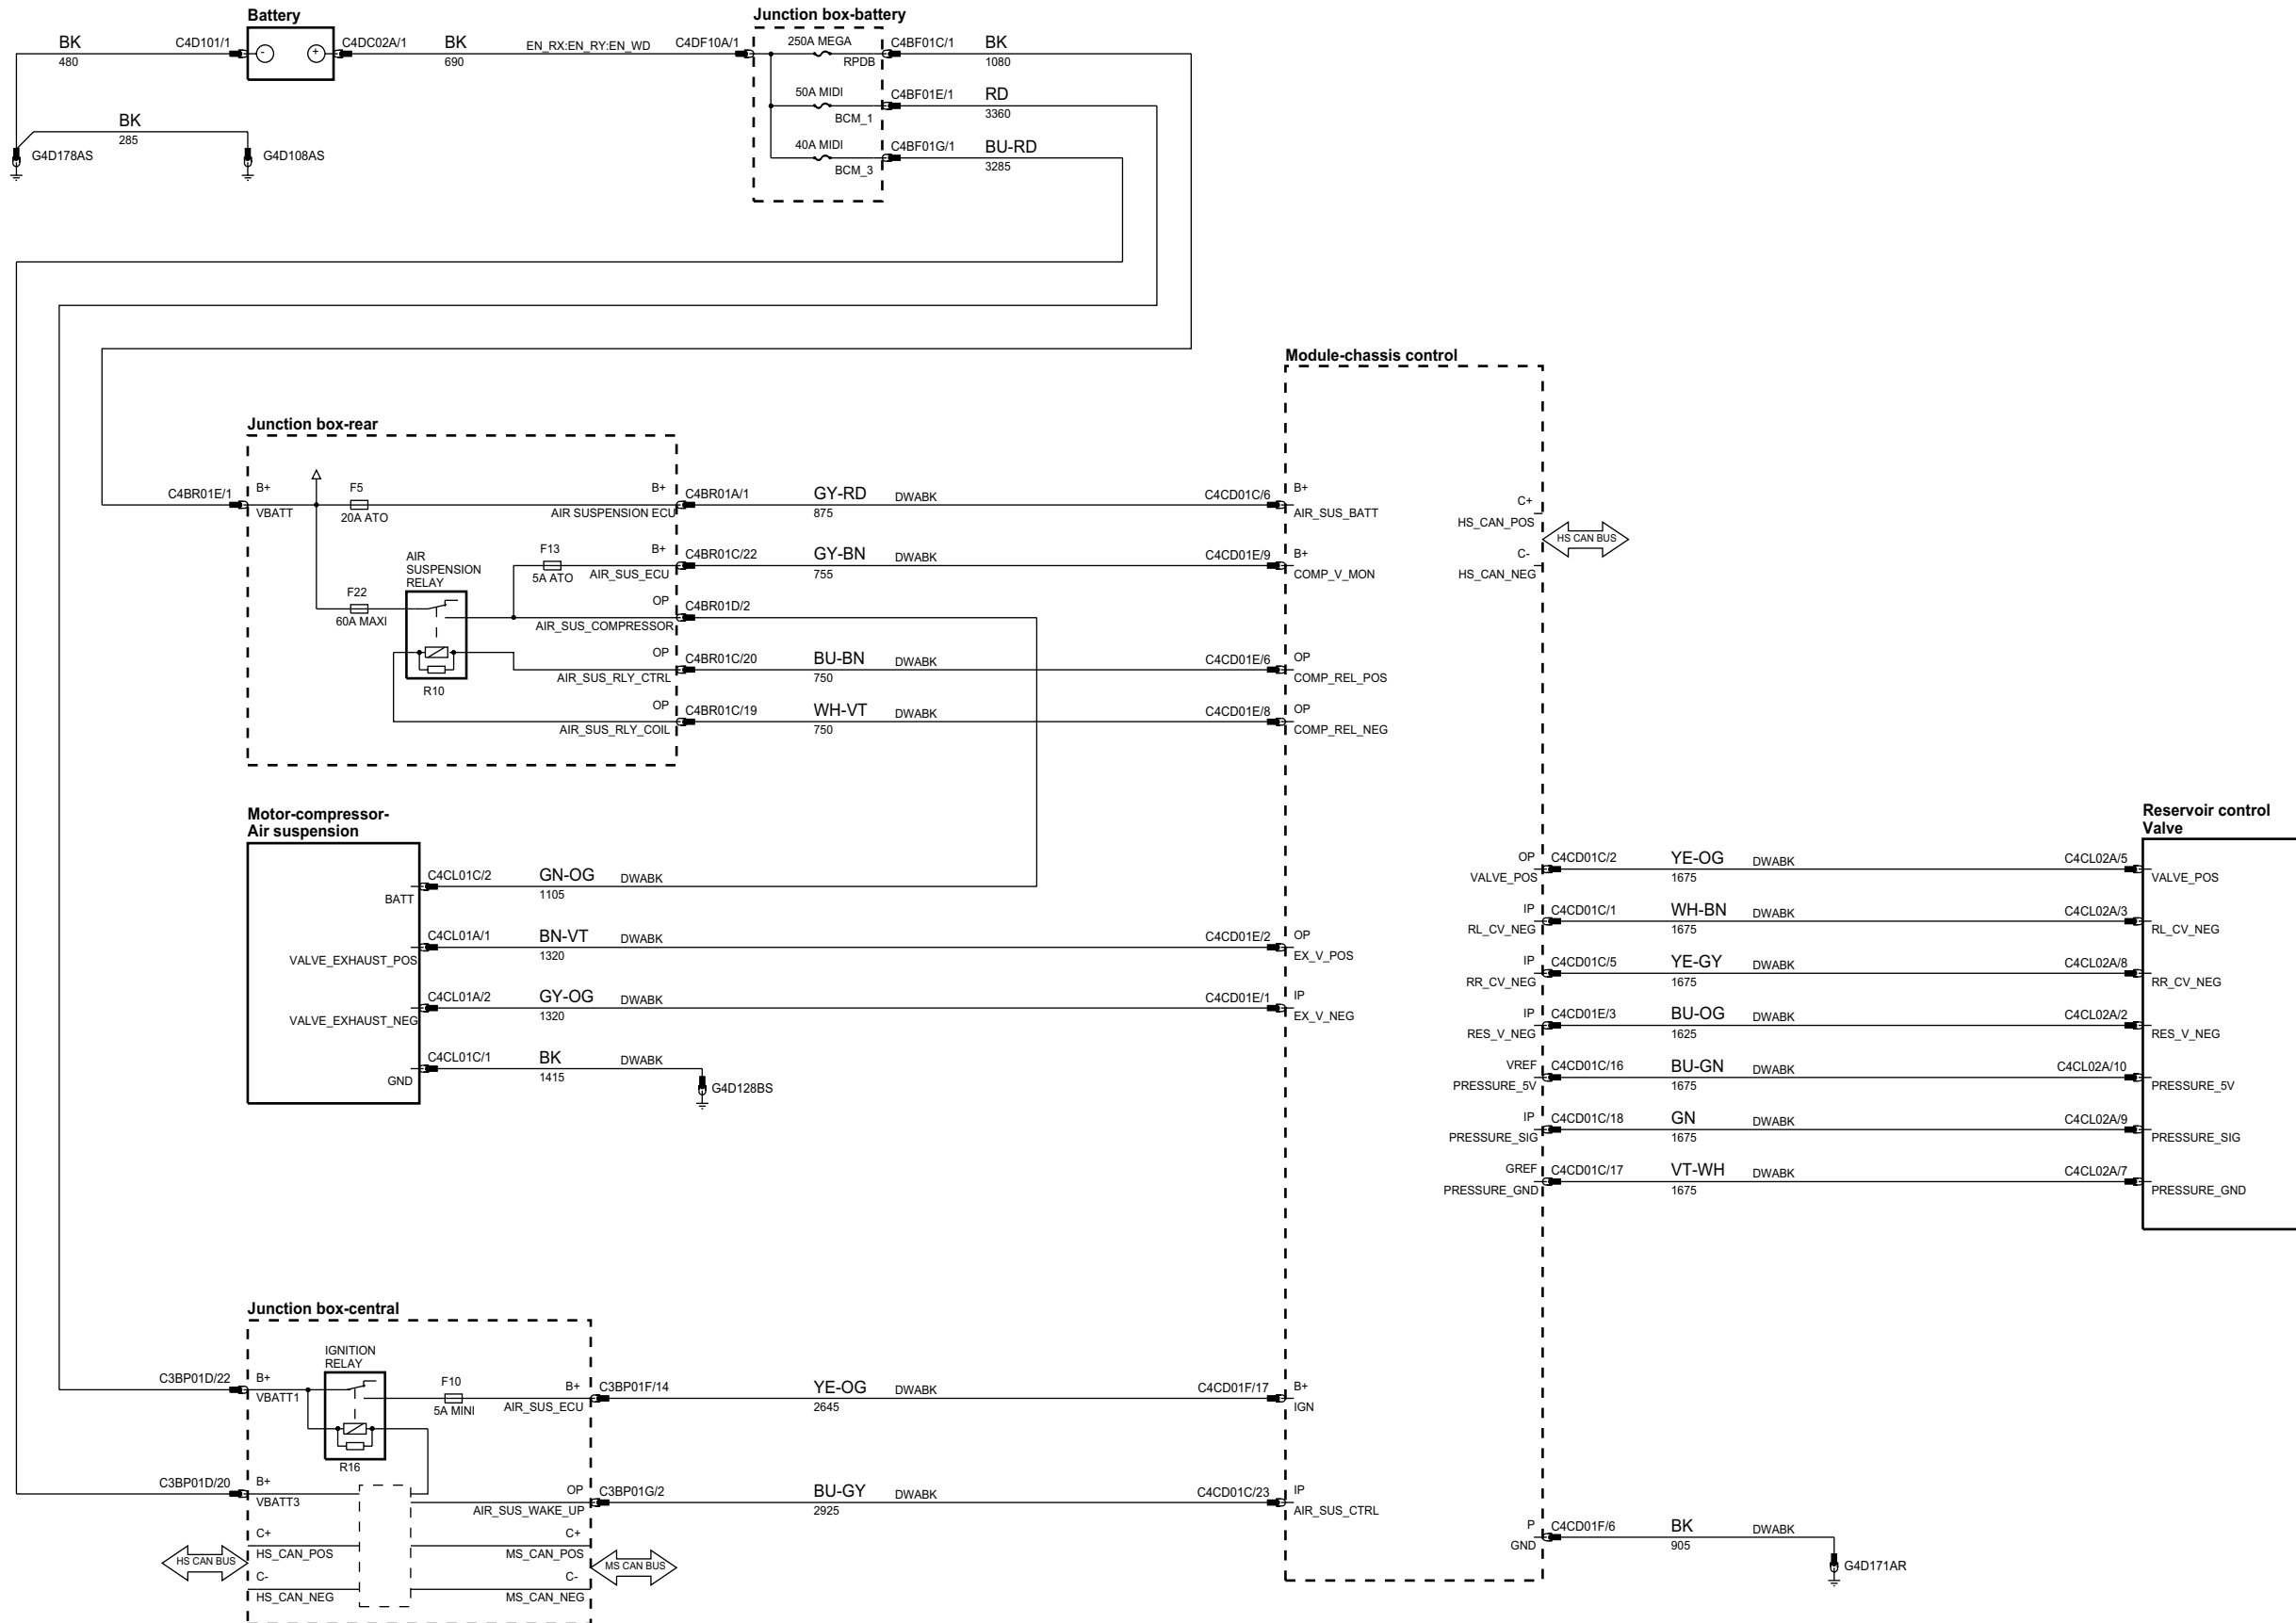 Battery
Junction box-battery
BK
480
C4D101/1
-
+
C4DC02A/1
BK
690
EN_RX:EN_RY:EN_WD
C4DF10A/1
250A MEGA
RPDB
C4BF01C/1
BK
1080
50A MIDI
BCM_1
C4BF01E/1
RD
3360
40A MIDI
BCM_3
C4BF01G/1
BU-RD
3285
BK
285
G4D178AS
G4D108AS
Module-chassis control
Junction box-rear
C4BR01E/1
B+
VBATT
F5
20A ATO
B+
AIR SUSPENSION ECU
C4BR01A/1
GY-RD
875
DWABK
C4CD01C/6
B+
AIR_SUS_BATT
C+
HS_CAN_POS
HS CAN BUS
C-
HS_CAN_NEG
AIR
SUSPENSION
RELAY
F13
5A ATO
B+
AIR_SUS_ECU
C4BR01C/22
GY-BN
755
DWABK
C4CD01E/9
B+
COMP_V_MON
F22
60A MAXI
OP
AIR_SUS_COMPRESSOR
C4BR01D/2
R10
OP
AIR_SUS_RLY_CTRL
C4BR01C/20
BU-BN
750
DWABK
C4CD01E/6
OP
COMP_REL_POS
OP
AIR_SUS_RLY_COIL
C4BR01C/19
WH-VT
750
DWABK
C4CD01E/8
OP
COMP_REL_NEG
Motor-compressor-
Air suspension
BATT
C4CL01C/2
GN-OG
1105
DWABK
VALVE_EXHAUST_POS
C4CL01A/1
BN-VT
1320
DWABK
C4CD01E/2
OP
EX_V_POS
VALVE_EXHAUST_NEG
C4CL01A/2
GY-OG
1320
DWABK
C4CD01E/1
IP
EX_V_NEG
GND
C4CL01C/1
BK
1415
DWABK
G4D128BS
Reservoir control
Valve
OP
VALVE_POS
C4CD01C/2
YE-OG
1675
DWABK
C4CL02A/5
VALVE_POS
IP
RL_CV_NEG
C4CD01C/1
WH-BN
1675
DWABK
C4CL02A/3
RL_CV_NEG
IP
RR_CV_NEG
C4CD01C/5
YE-GY
1675
DWABK
C4CL02A/8
RR_CV_NEG
IP
RES_V_NEG
C4CD01E/3
BU-OG
1625
DWABK
C4CL02A/2
RES_V_NEG
VREF
PRESSURE_5V
C4CD01C/16
BU-GN
1675
DWABK
C4CL02A/10
PRESSURE_5V
IP
PRESSURE_SIG
C4CD01C/18
GN
1675
DWABK
C4CL02A/9
PRESSURE_SIG
GREF
PRESSURE_GND
C4CD01C/17
VT-WH
1675
DWABK
C4CL02A/7
PRESSURE_GND
Junction box-central
C3BP01D/22
B+
VBATT1
IGNITION
RELAY
R16
F10
5A MINI
B+
AIR_SUS_ECU
C3BP01F/14
YE-OG
2645
DWABK
C4CD01F/17
B+
IGN
C3BP01D/20
B+
VBATT3
OP
AIR_SUS_WAKE_UP
C3BP01G/2
BU-GY
2925
DWABK
C4CD01C/23
IP
AIR_SUS_CTRL
HS CAN BUS
C+
HS_CAN_POS
C-
HS_CAN_NEG
C+
MS_CAN_POS
C-
MS_CAN_NEG
MS CAN BUS
P
GND
C4CD01F/6
BK
905
DWABK
G4D171AR